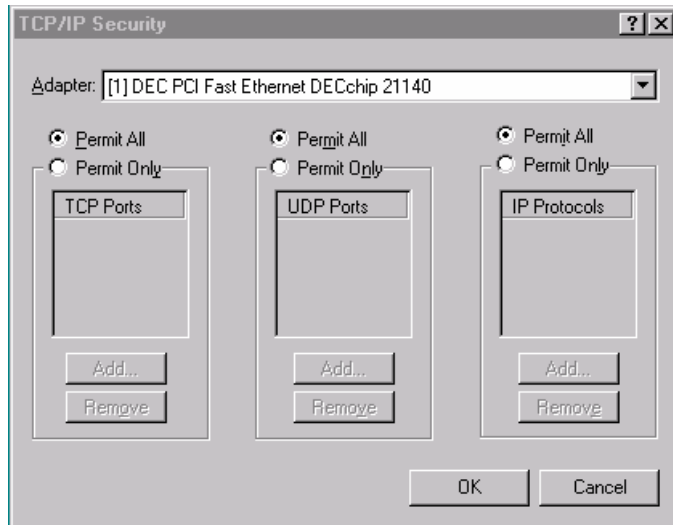 TCP/IP Security
Adapter: [1] DEC PCI Fast Ethernet DECchip 21140
Permit All
Permit Only
TCP Ports
Add...
Remove
Permit All
Permit Only
UDP Ports
Add...
Remove
Permit All
Permit Only
IP Protocols
Add...
Remove
OK
Cancel